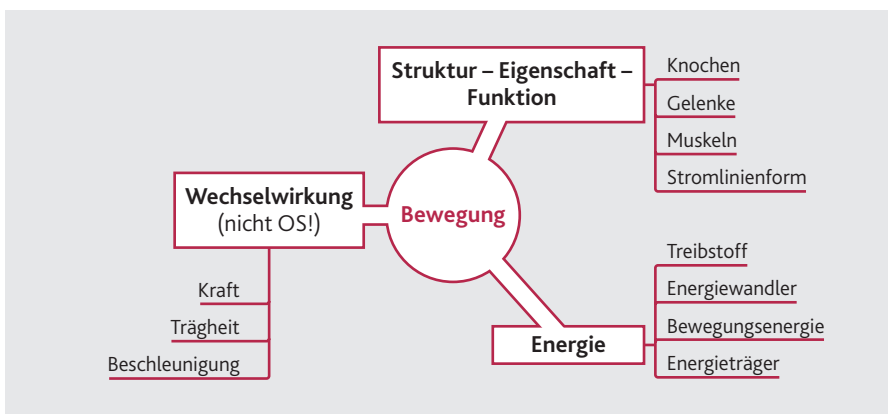 Struktur – Eigenschaft –
Funktion
Knochen
Gelenke
Muskeln
Stromlinienform
Wechselwirkung
(nicht OS!)
Bewegung
Kraft
Trägheit
Beschleunigung
Energie
Treibstoff
Energiewandler
Bewegungsenergie
Energieträger